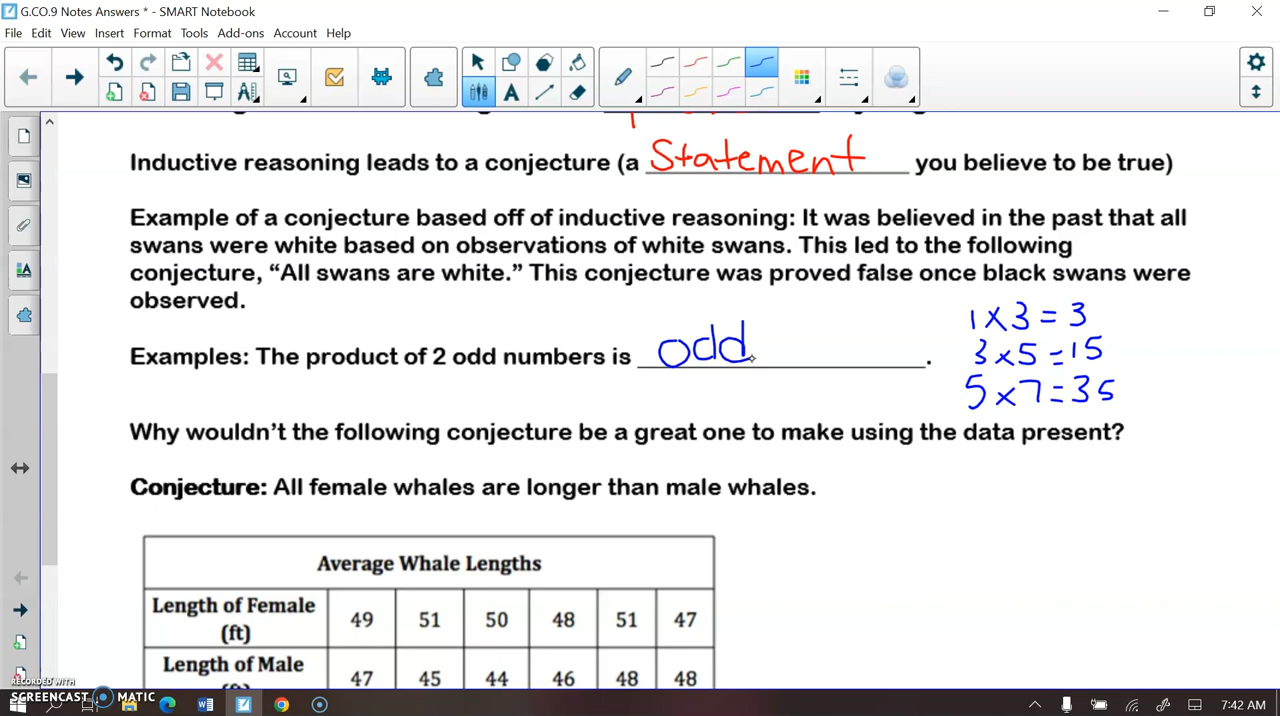 G.CO.9 Notes Answers * - SMART Notebook
File Edit View Insert Format Tools Add-ons Account Help
Inductive reasoning leads to a conjecture (a Statement you believe to be true)
Example of a conjecture based off of inductive reasoning: It was believed in the past that all
swans were white based on observations of white swans. This led to the following
conjecture, “All swans are white.” This conjecture was proved false once black swans were
observed.
1 x 3 = 3
3 x 5 = 15
5 x 7 = 35
Examples: The product of 2 odd numbers is odd .
Why wouldn’t the following conjecture be a great one to make using the data present?
Conjecture: All female whales are longer than male whales.
Average Whale Lengths
Length of Female (ft) 49 51 50 48 51 47
Length of Male 47 45 44 46 48 48
RECORDED WITH
SCREENCAST MATIC
7:42 AM